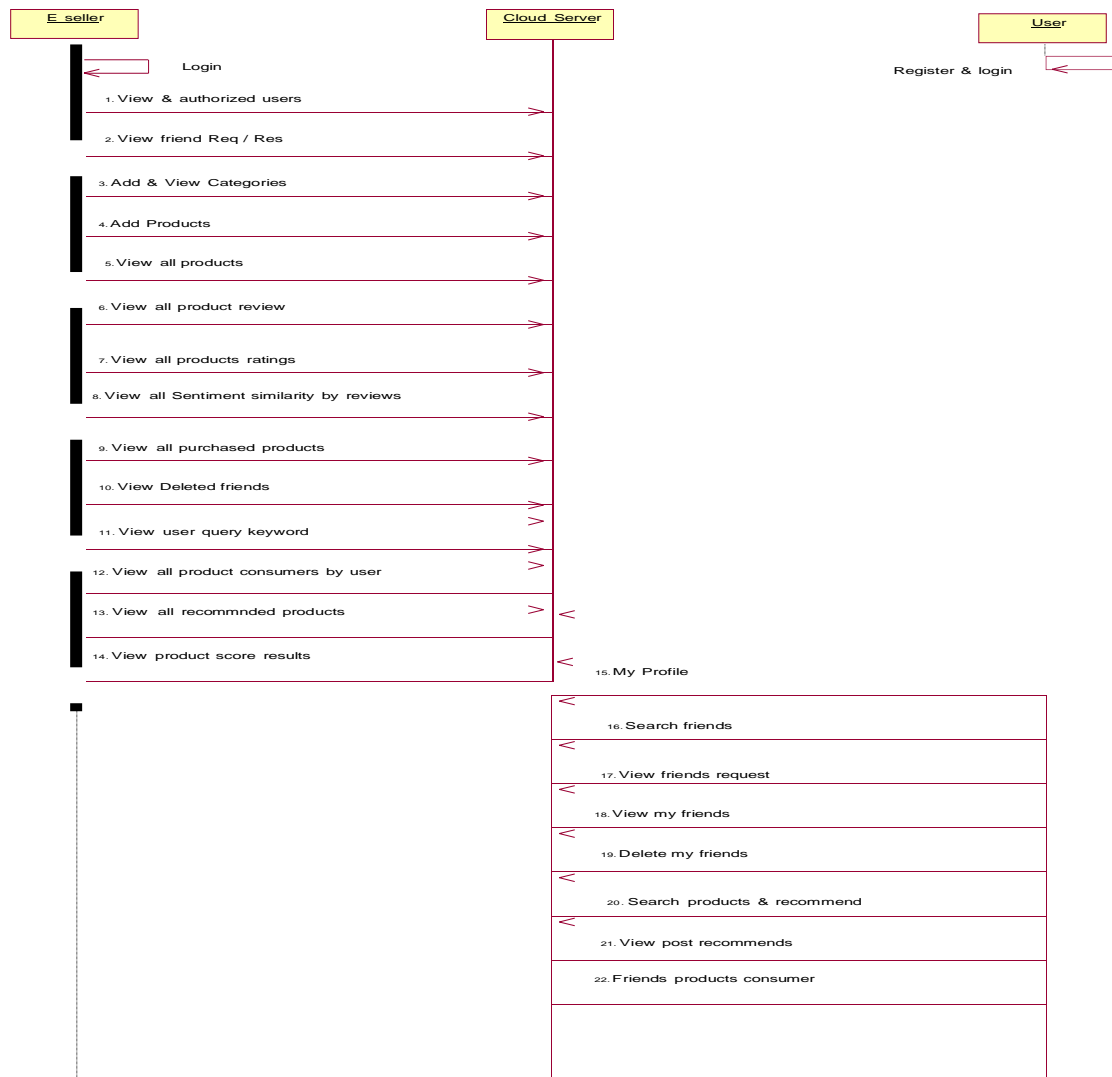 E seller
Cloud Server
User
Login
Register & login
1. View & authorized users
2. View friend Req / Res
3. Add & View Categories
4. Add Products
5. View all products
6. View all product review
7. View all products ratings
8. View all Sentiment similarity by reviews
9. View all purchased products
10. View Deleted friends
11. View user query keyword
12. View all product consumers by user
13. View all recommnded products
14. View product score results
15. My Profile
16. Search friends
17. View friends request
18. View my friends
19. Delete my friends
20. Search products & recommend
21. View post recommends
22. Friends products consumer